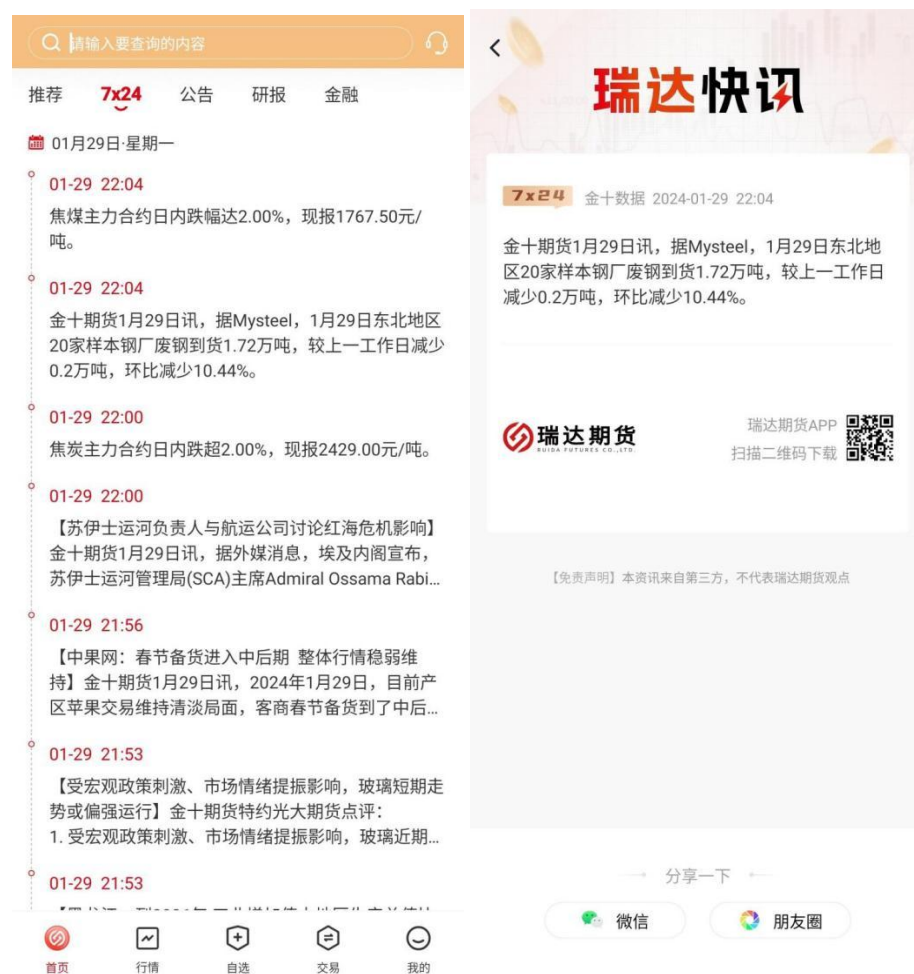 请输入要查询的内容
推荐 7x24 公告 研报 金融
01月29日·星期一
01-29 22:04
焦煤主力合约日内跌幅达2.00%，现报1767.50元/
吨。
01-29 22:04
金十期货1月29日讯，据Mysteel，1月29日东北地区
20家样本钢厂废钢到货1.72万吨，较上一工作日减少
0.2万吨，环比减少10.44%。
01-29 22:00
焦炭主力合约日内跌超2.00%，现报2429.00元/吨。
01-29 22:00
【苏伊士运河负责人与航运公司讨论红海危机影响】
金十期货1月29日讯，据外媒消息，埃及内阁宣布，
苏伊士运河管理局(SCA)主席Admiral Ossama Rabi...
01-29 21:56
【中果网：春节备货进入中后期 整体行情稳弱维
持】金十期货1月29日讯，2024年1月29日，目前产
区苹果交易维持清淡局面，客商春节备货到了中后...
01-29 21:53
【受宏观政策刺激、市场情绪提振影响，玻璃短期走
势或偏强运行】金十期货特约光大期货点评：
1. 受宏观政策刺激、市场情绪提振影响，玻璃近期...
01-29 21:53
首页 行情 自选 交易 我的
瑞达快讯
7x24 金十数据 2024-01-29 22:04
金十期货1月29日讯，据Mysteel，1月29日东北地
区20家样本钢厂废钢到货1.72万吨，较上一工作日
减少0.2万吨，环比减少10.44%。
瑞达期货
RUIDA FUTURES CO.,LTD.
瑞达期货APP
扫描二维码下载
【免责声明】本资讯来自第三方，不代表瑞达期货观点
分享一下
微信 朋友圈